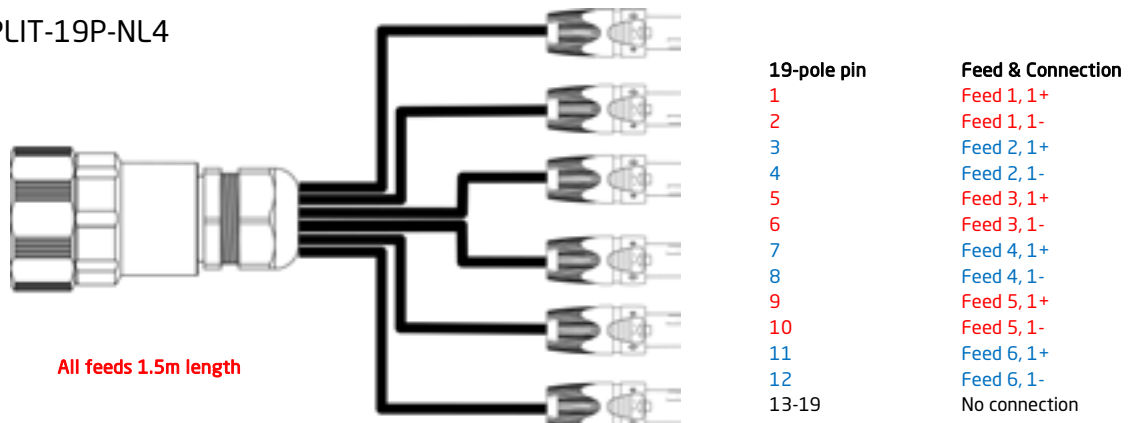 PLIT-19P-NL4
19-pole pin Feed & Connection
1 Feed 1, 1+
2 Feed 1, 1-
3 Feed 2, 1+
4 Feed 2, 1-
5 Feed 3, 1+
6 Feed 3, 1-
7 Feed 4, 1+
8 Feed 4, 1-
9 Feed 5, 1+
10 Feed 5, 1-
11 Feed 6, 1+
12 Feed 6, 1-
13-19 No connection
All feeds 1.5m length